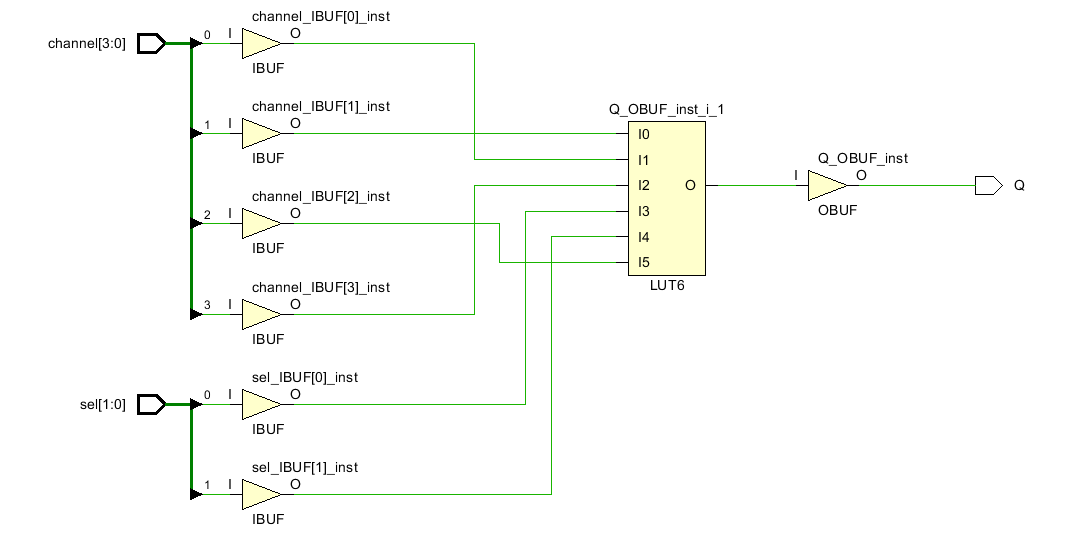 channel_IBUF[0]_inst
channel[3:0]
0
I
O
IBUF
channel_IBUF[1]_inst
1
I
O
IBUF
channel_IBUF[2]_inst
2
I
O
IBUF
channel_IBUF[3]_inst
3
I
O
IBUF
sel_IBUF[0]_inst
sel[1:0]
0
I
O
IBUF
sel_IBUF[1]_inst
1
I
O
IBUF
Q_OBUF_inst_i_1
I0
I1
I2
I3
I4
I5
O
LUT6
Q_OBUF_inst
I
O
OBUF
Q